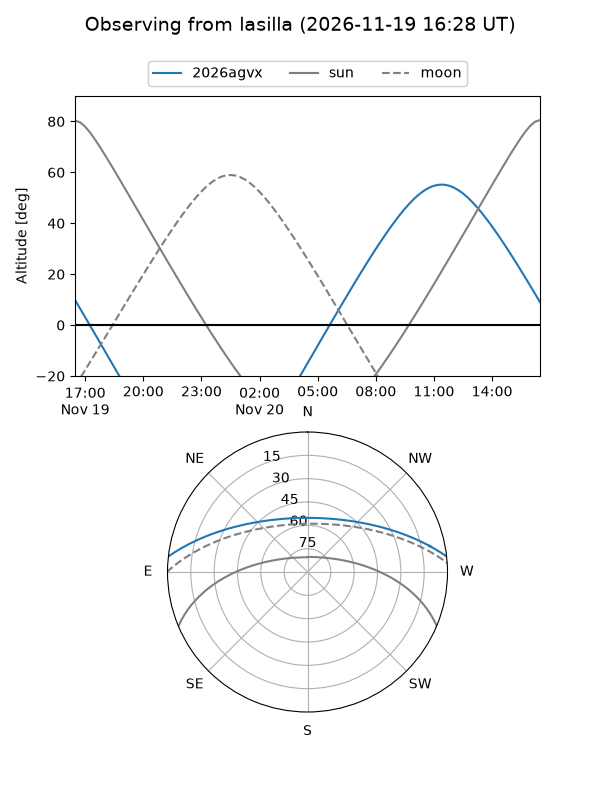 Observing from lasilla (2026-11-19 16:28 UT)
2026agvx
sun
moon
Altitude [deg]
80
60
40
20
0
−20
17:00
Nov 19
20:00
23:00
02:00
Nov 20
05:00
08:00
11:00
14:00
N
NE
NW
15
30
45
60
75
E
W
SE
SW
S